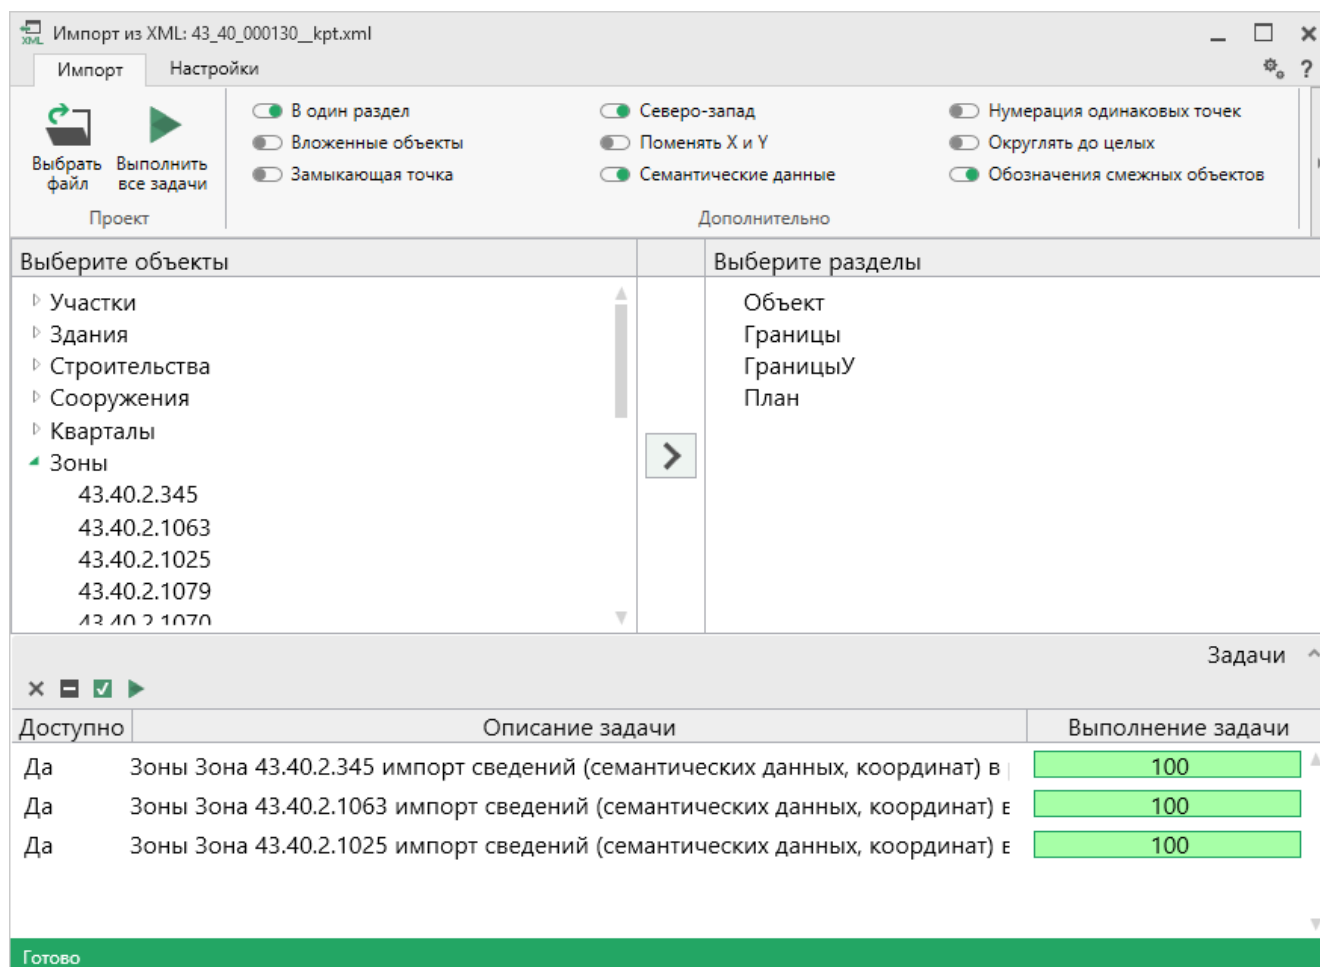 XML Импорт из XML: 43_40_000130__kpt.xml
Импорт Настройки ?
В один раздел Северо-запад Нумерация одинаковых точек
Вложенные объекты Поменять X и Y Округлять до целых
Выбрать файл Выполнить все задачи Замыкающая точка Семантические данные Обозначения смежных объектов
Проект Дополнительно
Выберите объекты Выберите разделы
Участки Объект
Здания Границы
Строительства ГраницыУ
Сооружения План
Кварталы
Зоны
43.40.2.345
43.40.2.1063
43.40.2.1025
43.40.2.1079
43.40.2.1070
Задачи
Доступно Описание задачи Выполнение задачи
Да Зоны Зона 43.40.2.345 импорт сведений (семантических данных, координат) в 100
Да Зоны Зона 43.40.2.1063 импорт сведений (семантических данных, координат) в 100
Да Зоны Зона 43.40.2.1025 импорт сведений (семантических данных, координат) в 100
Готово